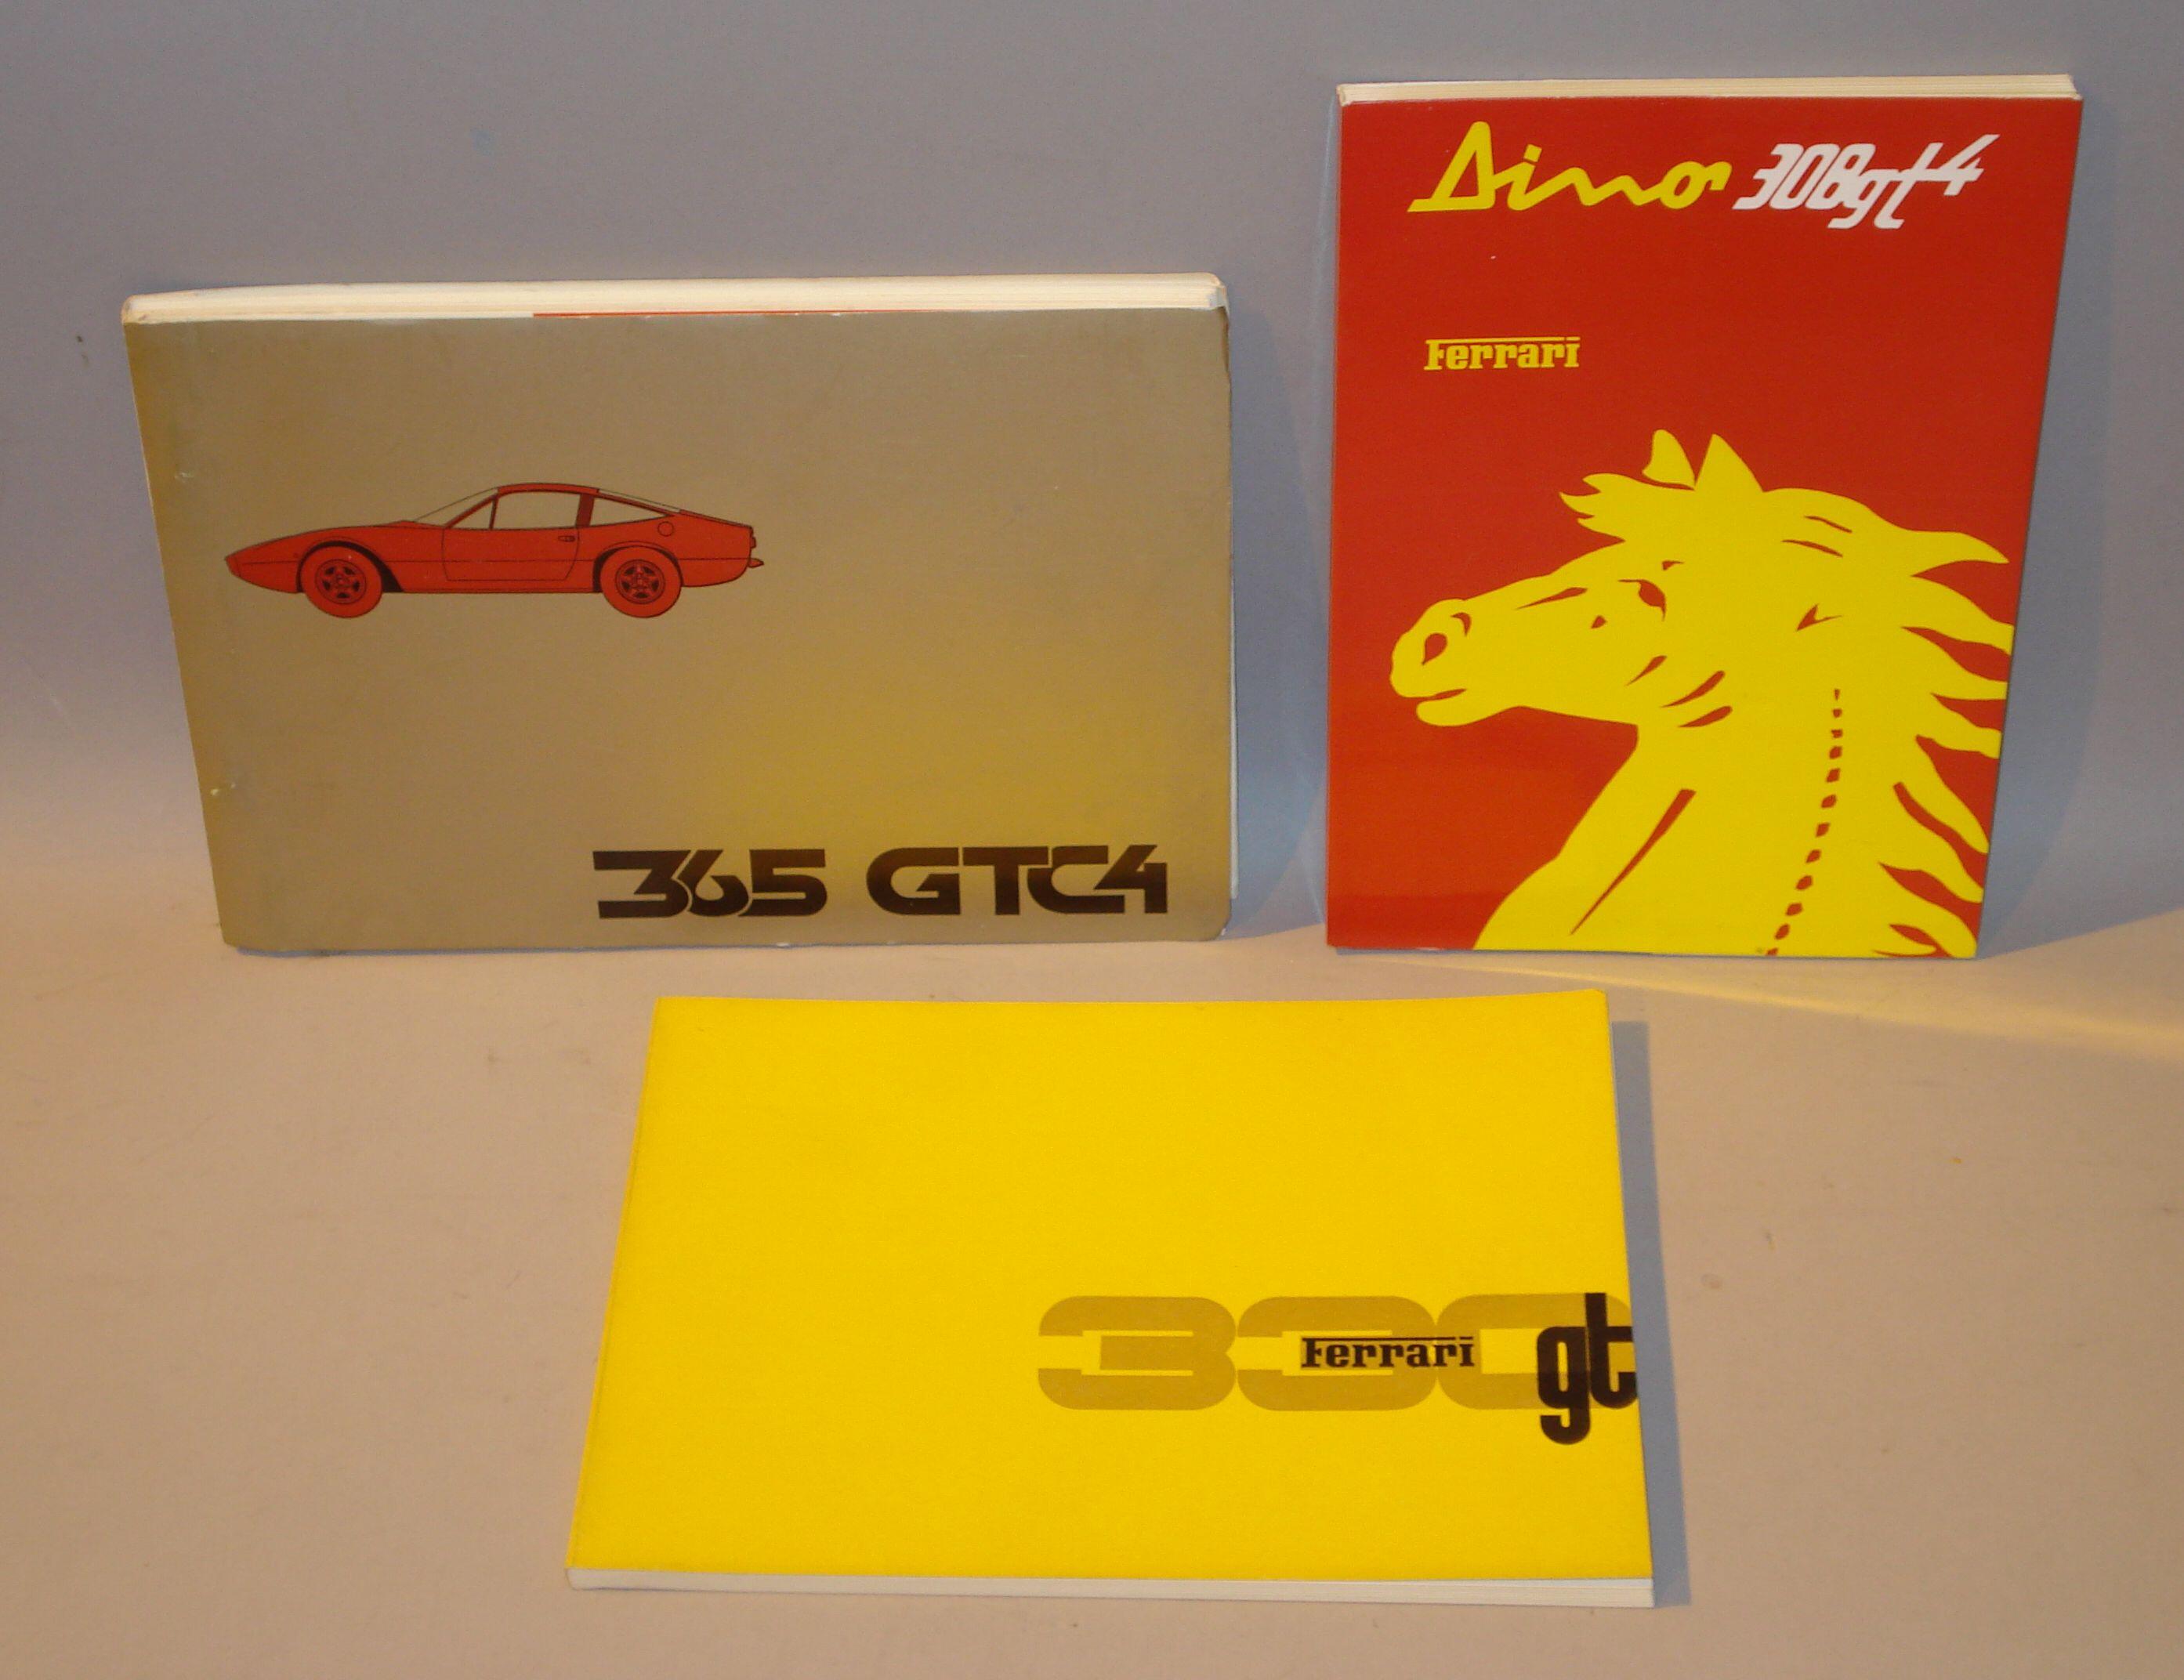 365 GTC4
Dino 308gt4
Ferrari
330 gt
Ferrari